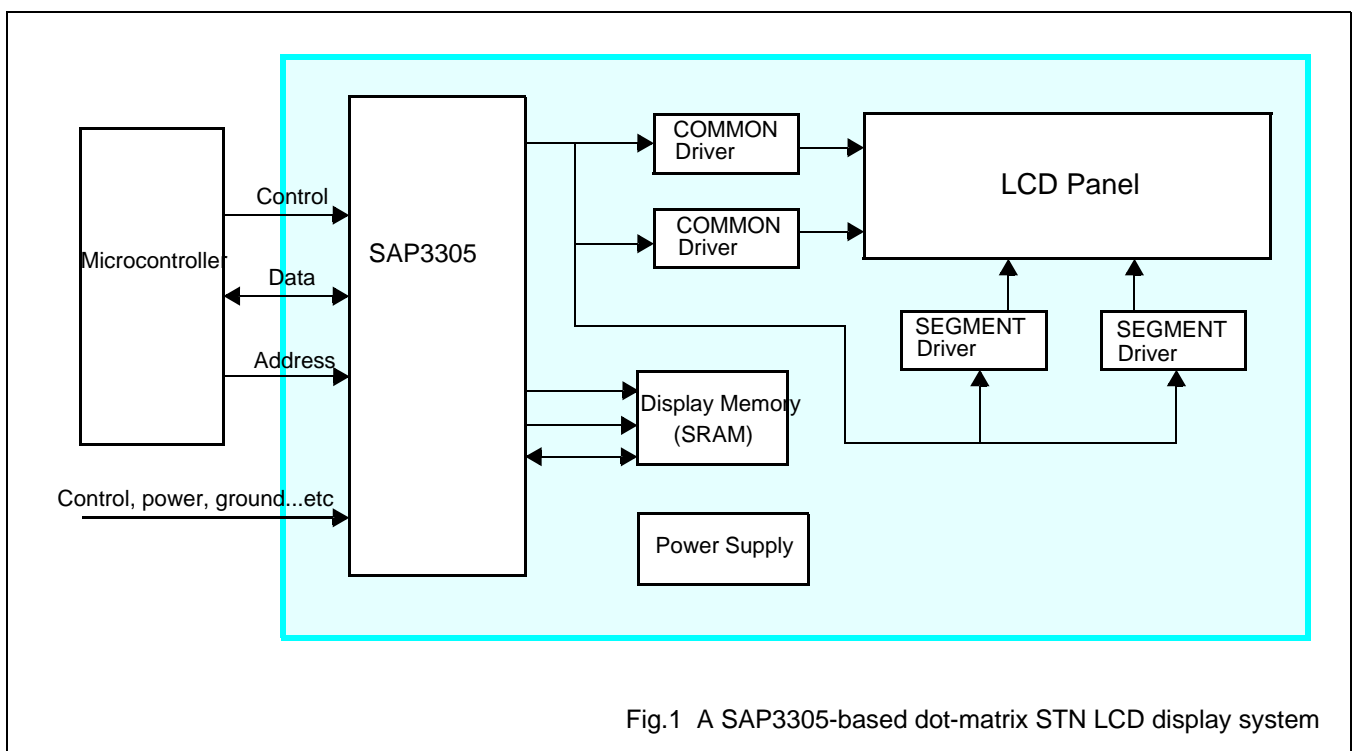 COMMON
Driver
LCD Panel
Control
COMMON
Driver
SAP3305
Microcontroller
Data
SEGMENT
Driver
SEGMENT
Driver
Address
Display Memory
(SRAM)
Control, power, ground...etc
Power Supply
Fig.1 A SAP3305-based dot-matrix STN LCD display system